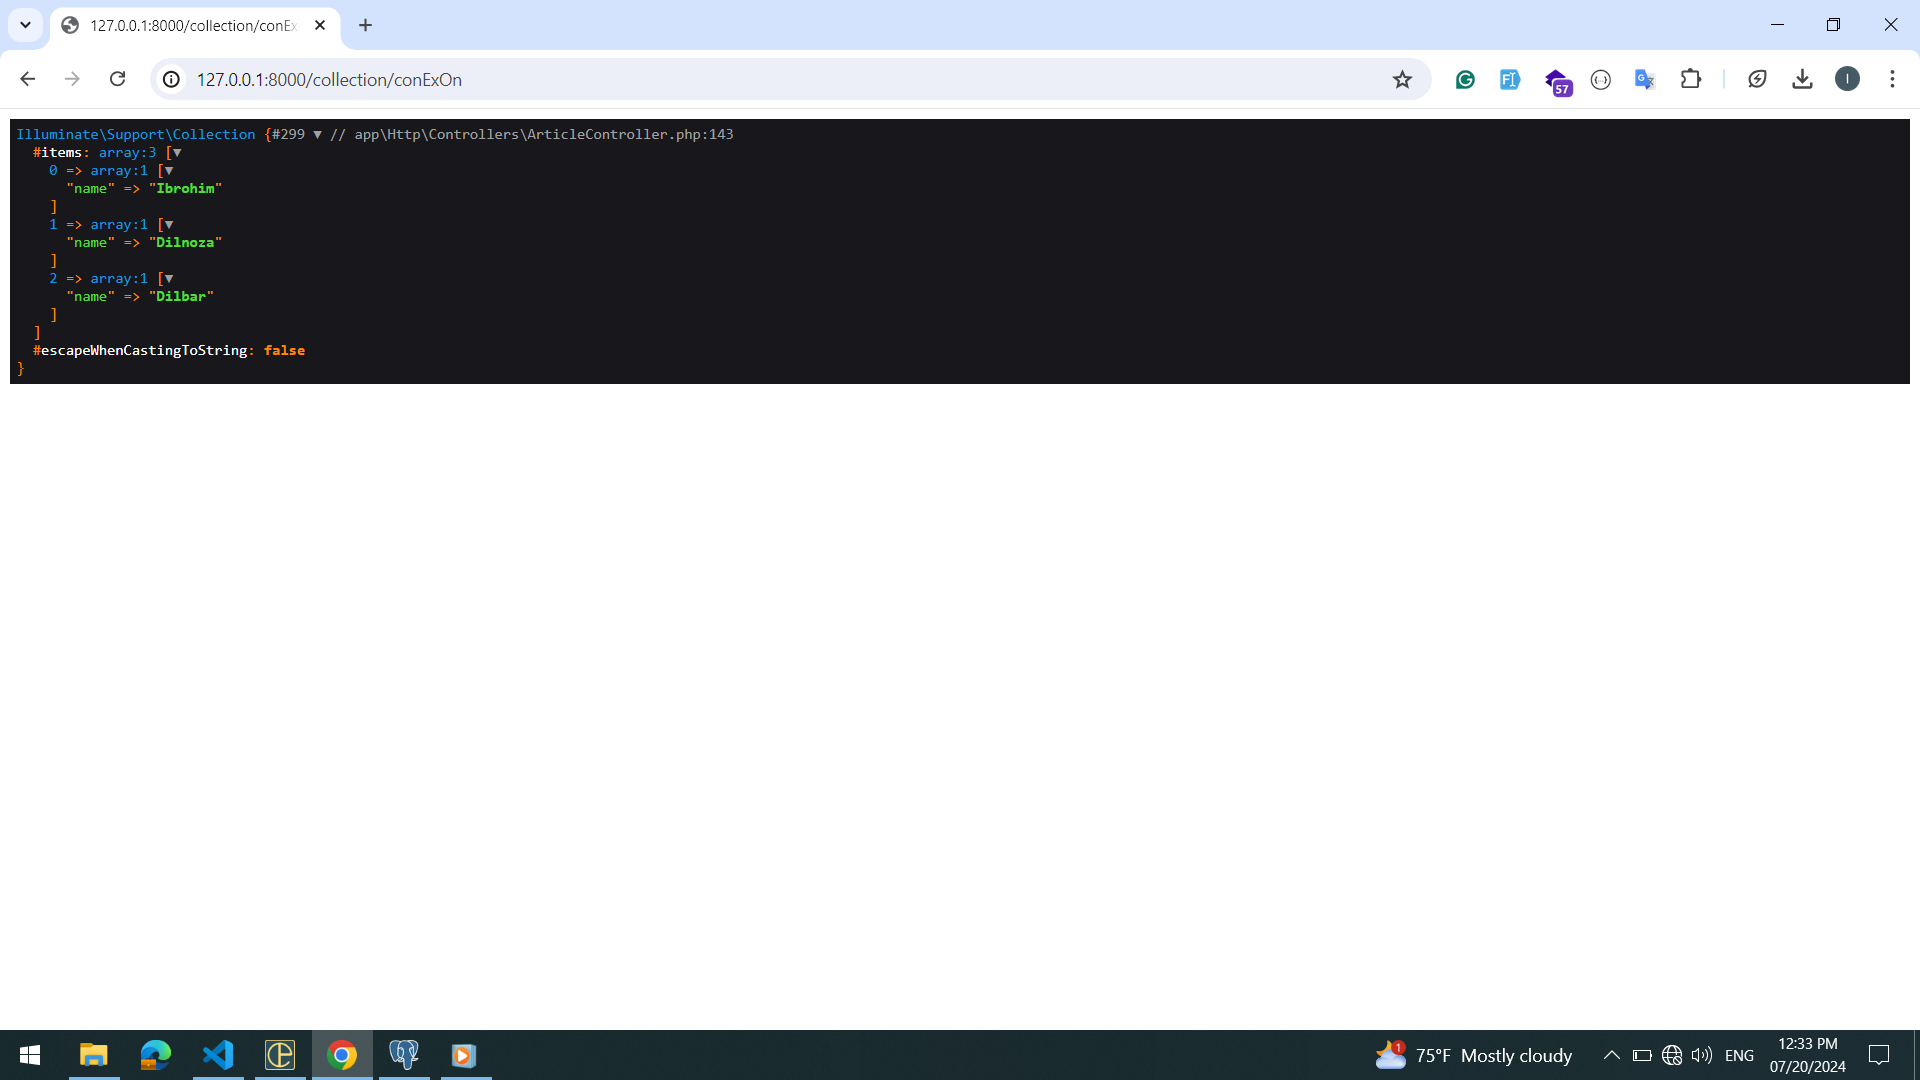 127.0.0.1:8000/collection/conEx
127.0.0.1:8000/collection/conExOn
57
I
Illuminate\Support\Collection {#299 ▼ // app\Http\Controllers\ArticleController.php:143
#items: array:3 [▼
0 => array:1 [▼
"name" => "Ibrohim"
]
1 => array:1 [▼
"name" => "Dilnoza"
]
2 => array:1 [▼
"name" => "Dilbar"
]
]
#escapeWhenCastingToString: false
}
1
75°F Mostly cloudy
ENG
12:33 PM
07/20/2024